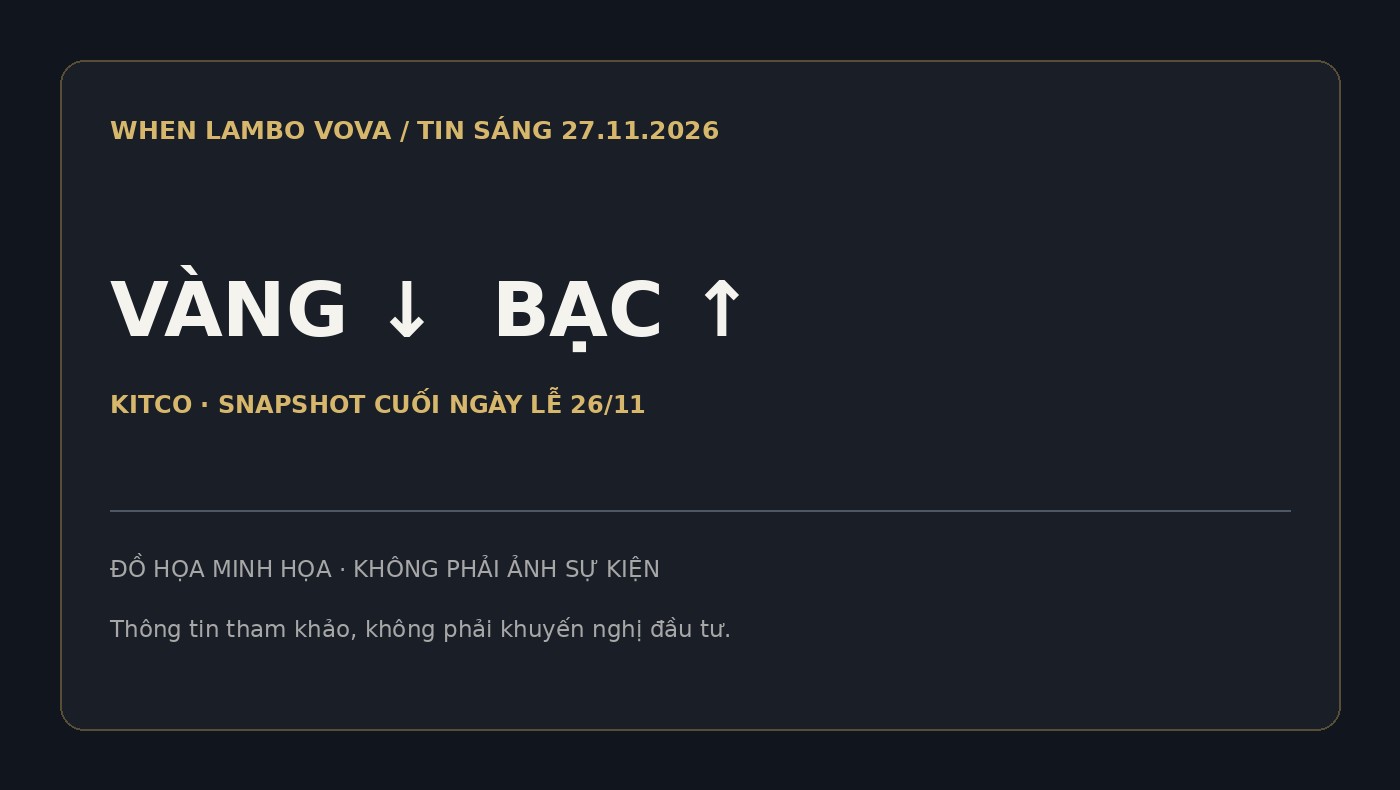 WHEN LAMBO VOVA / TIN SÁNG 27.11.2026
VÀNG ↓ BẠC ↑
KITCO · SNAPSHOT CUỐI NGÀY LỄ 26/11
ĐỒ HỌA MINH HỌA · KHÔNG PHẢI ẢNH SỰ KIỆN
Thông tin tham khảo, không phải khuyến nghị đầu tư.